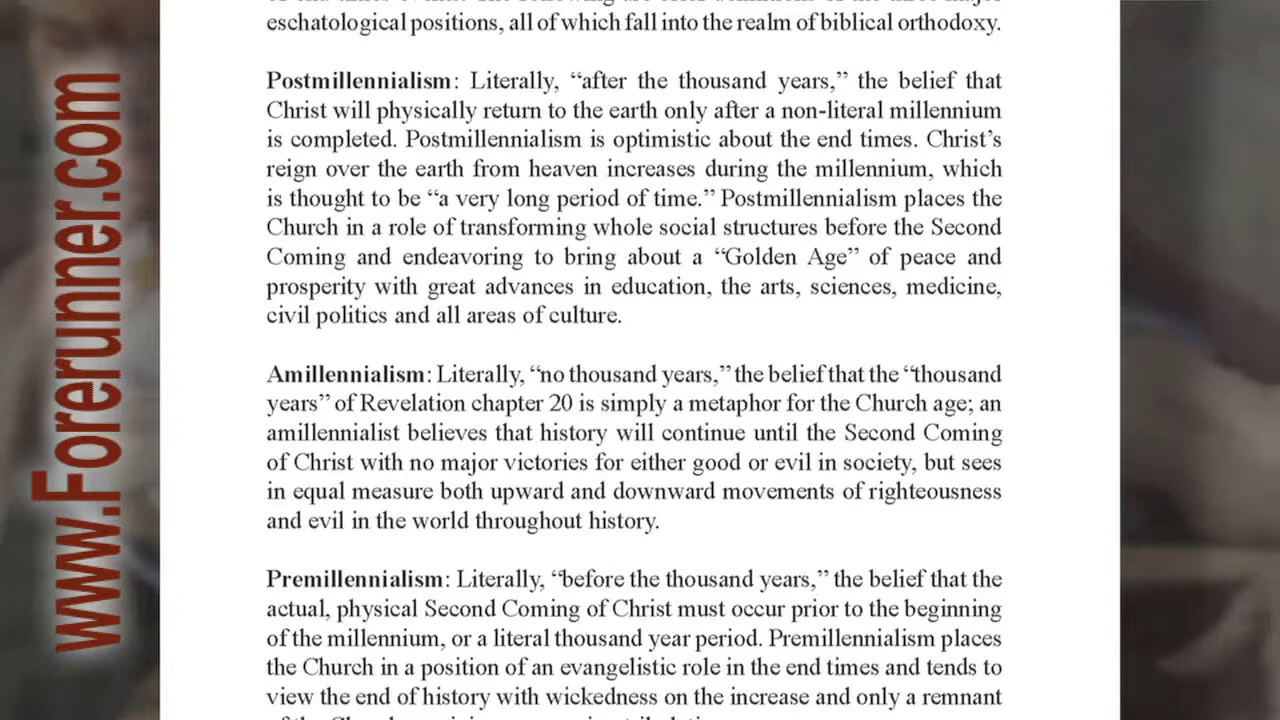 eschatological positions, all of which fall into the realm of biblical orthodoxy.
Postmillennialism: Literally, “after the thousand years,” the belief that
Christ will physically return to the earth only after a non-literal millennium
is completed. Postmillennialism is optimistic about the end times. Christ’s
reign over the earth from heaven increases during the millennium, which
is thought to be “a very long period of time.” Postmillennialism places the
Church in a role of transforming whole social structures before the Second
Coming and endeavoring to bring about a “Golden Age” of peace and
prosperity with great advances in education, the arts, sciences, medicine,
civil politics and all areas of culture.
Amillennialism: Literally, “no thousand years,” the belief that the “thousand
years” of Revelation chapter 20 is simply a metaphor for the Church age; an
amillennialist believes that history will continue until the Second Coming
of Christ with no major victories for either good or evil in society, but sees
in equal measure both upward and downward movements of righteousness
and evil in the world throughout history.
Premillennialism: Literally, “before the thousand years,” the belief that the
actual, physical Second Coming of Christ must occur prior to the beginning
of the millennium, or a literal thousand year period. Premillennialism places
the Church in a position of an evangelistic role in the end times and tends to
view the end of history with wickedness on the increase and only a remnant
www.Forerunner.com